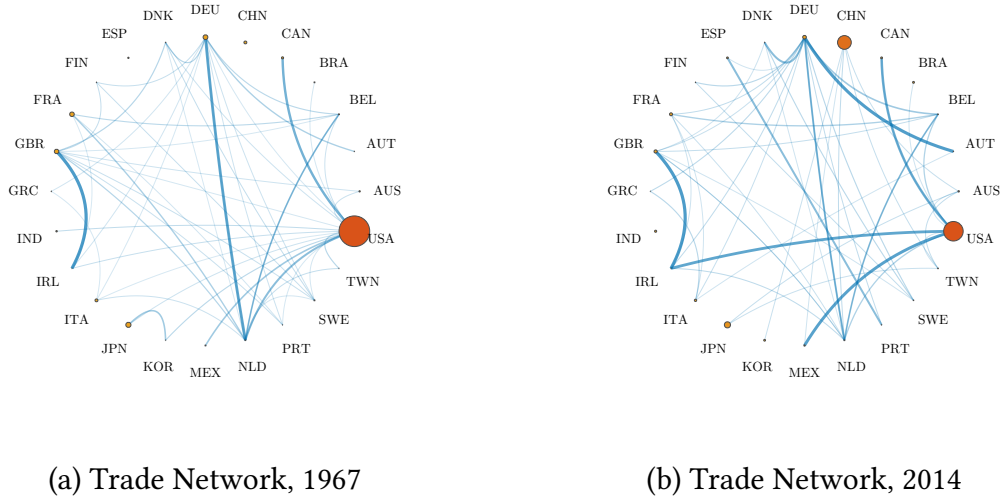 DEU
CHN
DNK
CAN
ESP
BRA
FIN
BEL
FRA
AUT
GBR
AUS
GRC
USA
IND
TWN
IRL
SWE
ITA
PRT
JPN
NLD
KOR
MEX
(a) Trade Network, 1967
DEU
CHN
DNK
CAN
ESP
BRA
FIN
BEL
FRA
AUT
GBR
AUS
GRC
USA
IND
TWN
IRL
SWE
ITA
PRT
JPN
NLD
KOR
MEX
(b) Trade Network, 2014